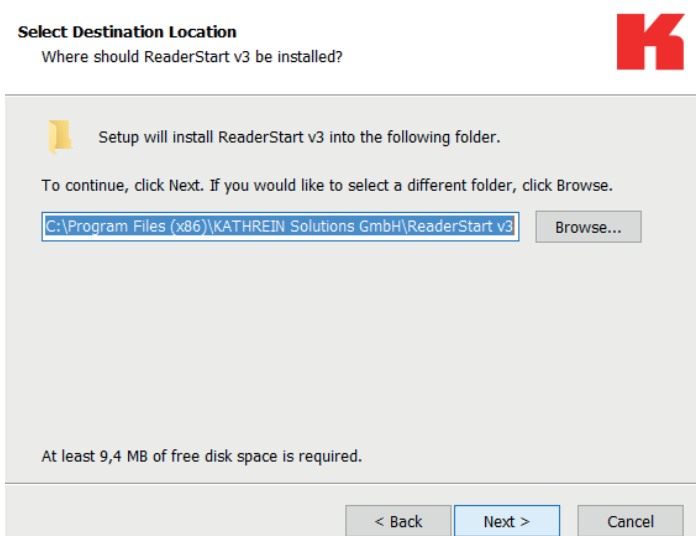 Select Destination Location
Where should ReaderStart v3 be installed?
Setup will install ReaderStart v3 into the following folder.
To continue, click Next. If you would like to select a different folder, click Browse.
C:\Program Files (x86)\KATHREIN Solutions GmbH\ReaderStart v3
Browse...
At least 9,4 MB of free disk space is required.
< Back
Next >
Cancel